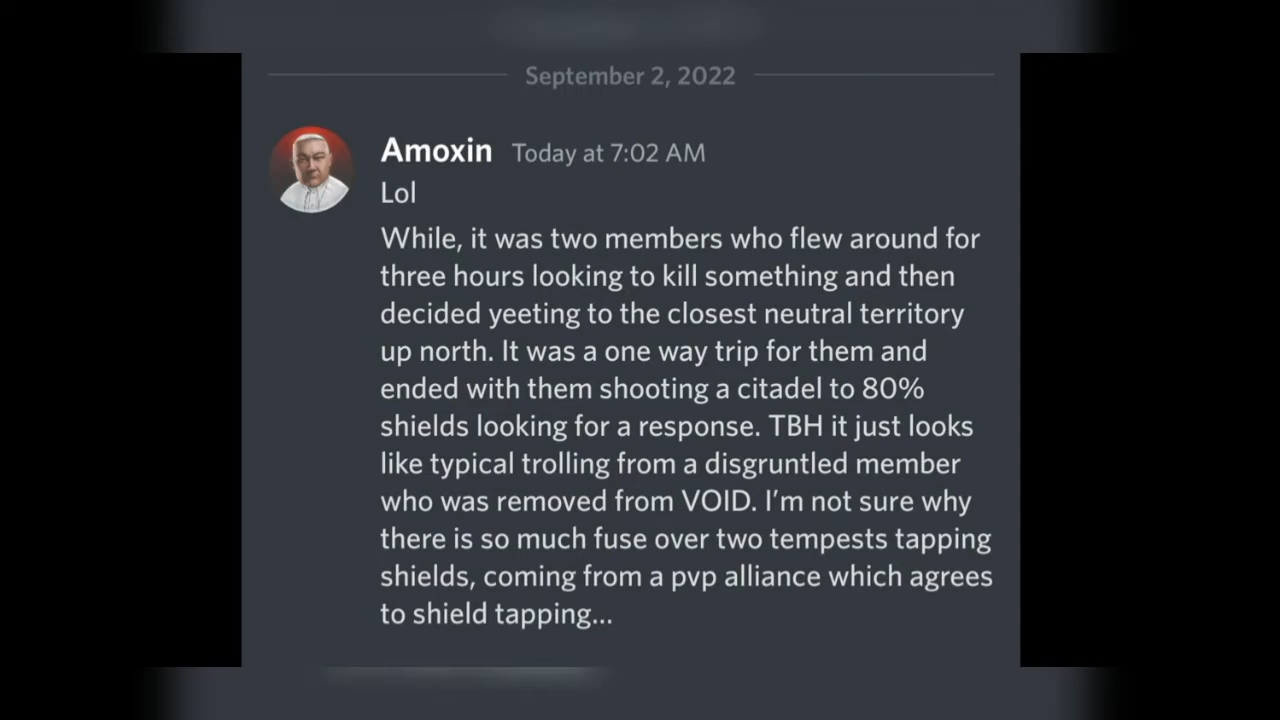 September 2, 2022
Amoxin Today at 7:02 AM
Lol
While, it was two members who flew around for
three hours looking to kill something and then
decided yeeting to the closest neutral territory
up north. It was a one way trip for them and
ended with them shooting a citadel to 80%
shields looking for a response. TBH it just looks
like typical trolling from a disgruntled member
who was removed from VOID. I'm not sure why
there is so much fuse over two tempests tapping
shields, coming from a pvp alliance which agrees
to shield tapping...